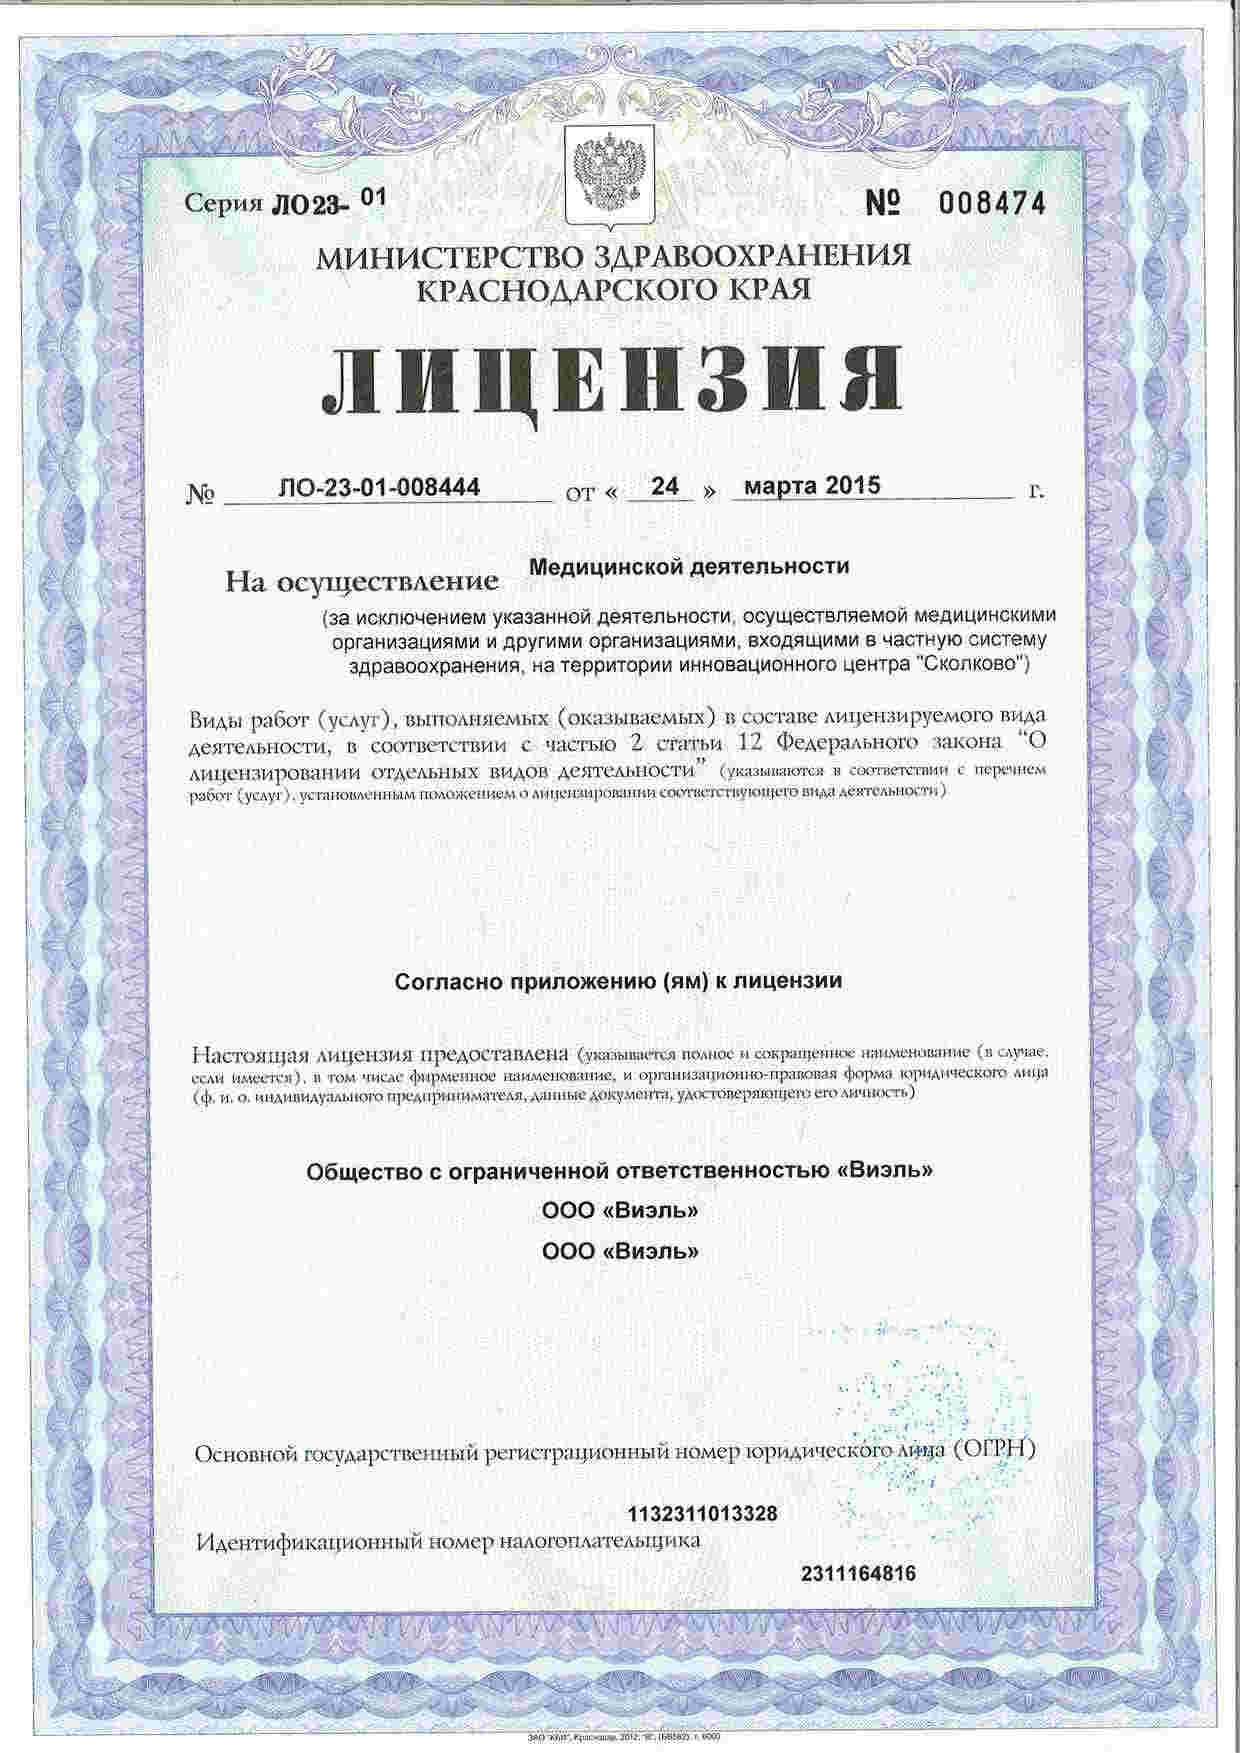 Серия ЛО23- 01 № 008474
МИНИСТЕРСТВО ЗДРАВООХРАНЕНИЯ
КРАСНОДАРСКОГО КРАЯ
ЛИЦЕНЗИЯ
№ ЛО-23-01-008444 от « 24 » марта 2015 г.
На осуществление Медицинской деятельности
(за исключением указанной деятельности, осуществляемой медицинскими
организациями и другими организациями, входящими в частную систему
здравоохранения, на территории инновационного центра "Сколково")
Виды работ (услуг), выполняемых (оказываемых) в составе лицензируемого вида
деятельности, в соответствии с частью 2 статьи 12 Федерального закона “О
лицензировании отдельных видов деятельности” (указываются в соответствии с перечнем
работ (услуг), установленным положением о лицензировании соответствующего вида деятельности)
Согласно приложению (ям) к лицензии
Настоящая лицензия предоставлена (указывается полное и сокращенное наименование (в случае,
если имеется), в том числе фирменное наименование, и организационно-правовая форма юридического лица
(ф. и. о. индивидуального предпринимателя, данные документа, удостоверяющего его личность)
Общество с ограниченной ответственностью «Виэль»
ООО «Виэль»
ООО «Виэль»
Основной государственный регистрационный номер юридического лица (ОГРН)
1132311013328
Идентификационный номер налогоплательщика
2311164816
Краснодар, 2012, "В",